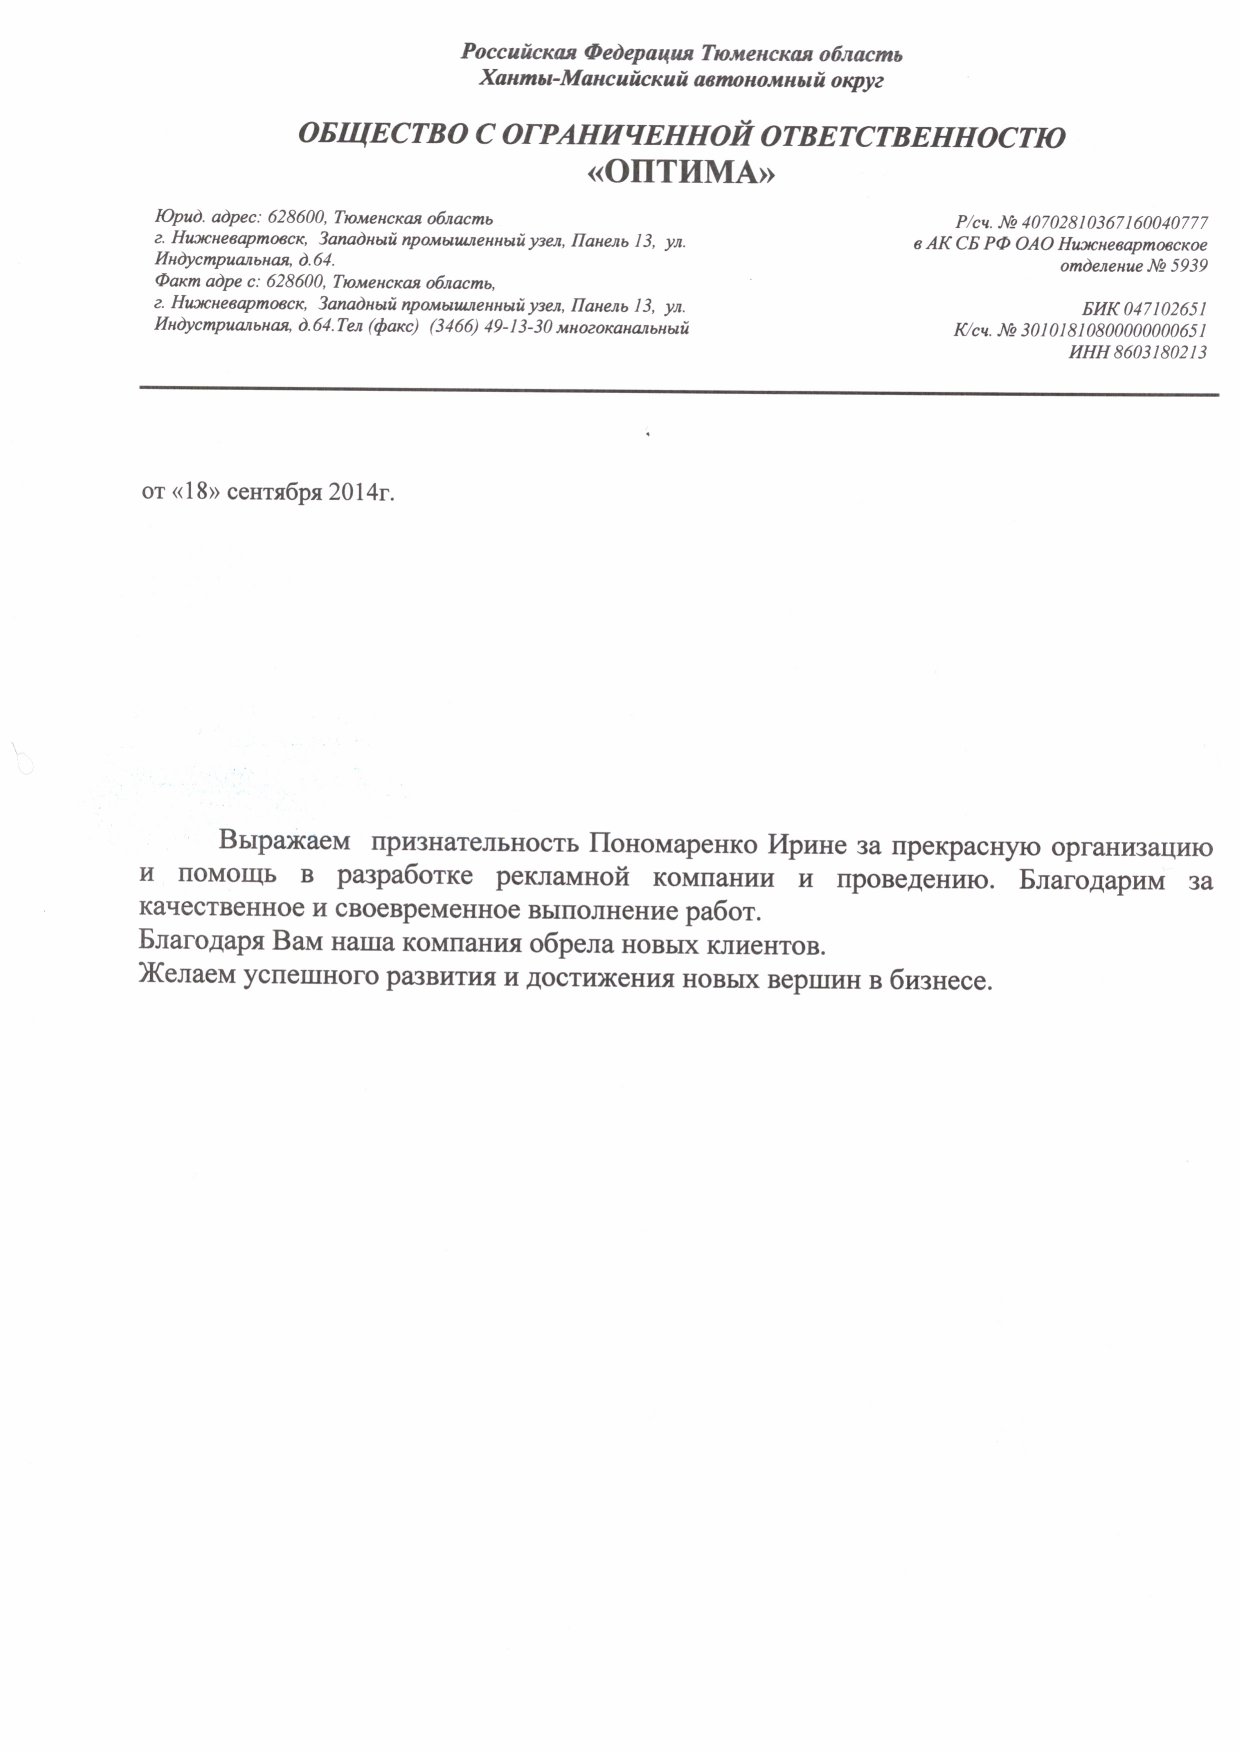 Российская Федерация Тюменская область
Ханты-Мансийский автономный округ
ОБЩЕСТВО С ОГРАНИЧЕННОЙ ОТВЕТСТВЕННОСТЮ
«ОПТИМА»
Юрид. адрес: 628600, Тюменская область
г. Нижневартовск, Западный промышленный узел, Панель 13, ул.
Индустриальная, д.64.
Факт адре с: 628600, Тюменская область,
г. Нижневартовск, Западный промышленный узел, Панель 13, ул.
Индустриальная, д.64.Тел (факс) (3466) 49-13-30 многоканальный
Р/сч. № 40702810367160040777
в АК СБ РФ ОАО Нижневартовское
отделение № 5939
БИК 047102651
К/сч. № 30101810800000000651
ИНН 8603180213
от «18» сентября 2014г.
Выражаем признательность Пономаренко Ирине за прекрасную организацию
и помощь в разработке рекламной компании и проведению. Благодарим за
качественное и своевременное выполнение работ.
Благодаря Вам наша компания обрела новых клиентов.
Желаем успешного развития и достижения новых вершин в бизнесе.